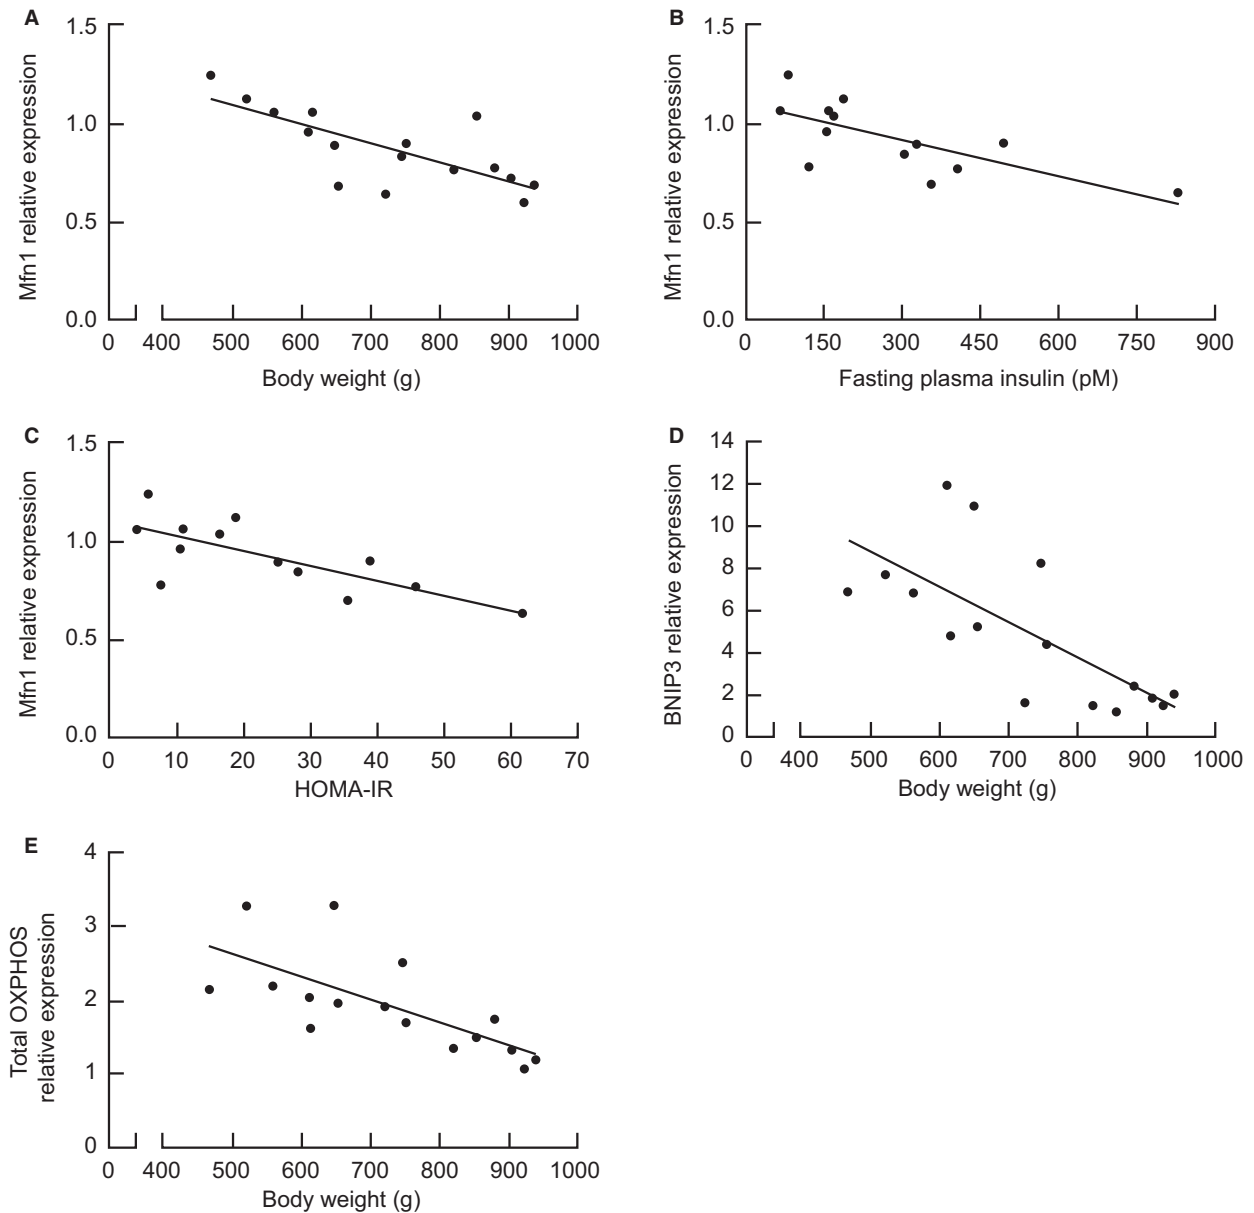 A
1.5
1.0
0.5
0.0
Mfn1 relative expression
0 400 500 600 700 800 900 1000
Body weight (g)
B
1.5
1.0
0.5
0.0
Mfn1 relative expression
0 150 300 450 600 750 900
Fasting plasma insulin (pM)
C
1.5
1.0
0.5
0.0
Mfn1 relative expression
0 10 20 30 40 50 60 70
HOMA-IR
D
14
12
10
8
6
4
2
0
BNIP3 relative expression
0 400 500 600 700 800 900 1000
Body weight (g)
E
4
3
2
1
0
Total OXPHOS
relative expression
0 400 500 600 700 800 900 1000
Body weight (g)